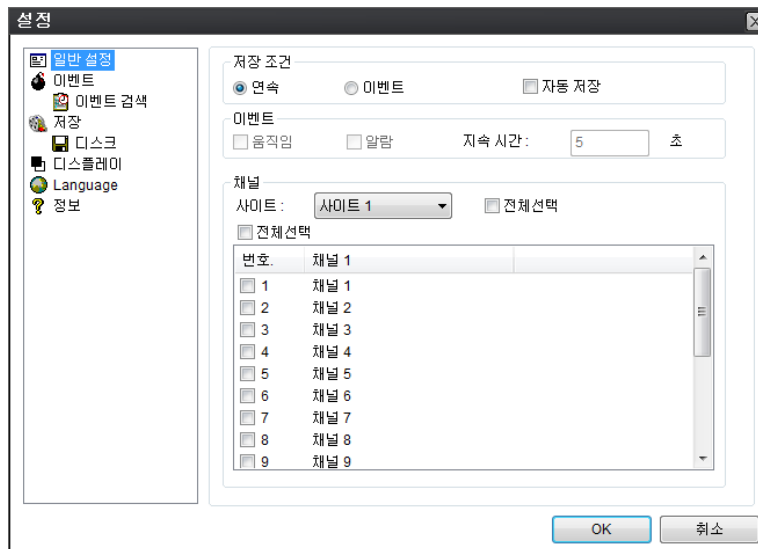 설정
일반 설정
이벤트
이벤트 검색
저장
디스크
디스플레이
Language
정보
저장 조건
연속 이벤트 자동 저장
이벤트
움직임 알람 지속 시간 : 5 초
채널
사이트 : 사이트 1 전체선택
전체선택
번호. 채널 1
1 채널 1
2 채널 2
3 채널 3
4 채널 4
5 채널 5
6 채널 6
7 채널 7
8 채널 8
9 채널 9
OK 취소